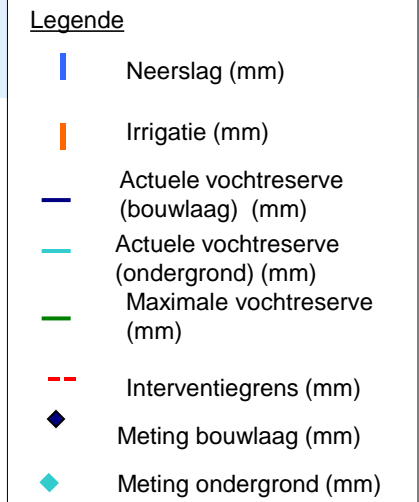 Legende
Neerslag (mm)
Irrigatie (mm)
Actuele vochtreserve
(bouwlaag) (mm)
Actuele vochtreserve
(ondergrond) (mm)
Maximale vochtreserve
(mm)
Interventiegrens (mm)
Meting bouwlaag (mm)
Meting ondergrond (mm)